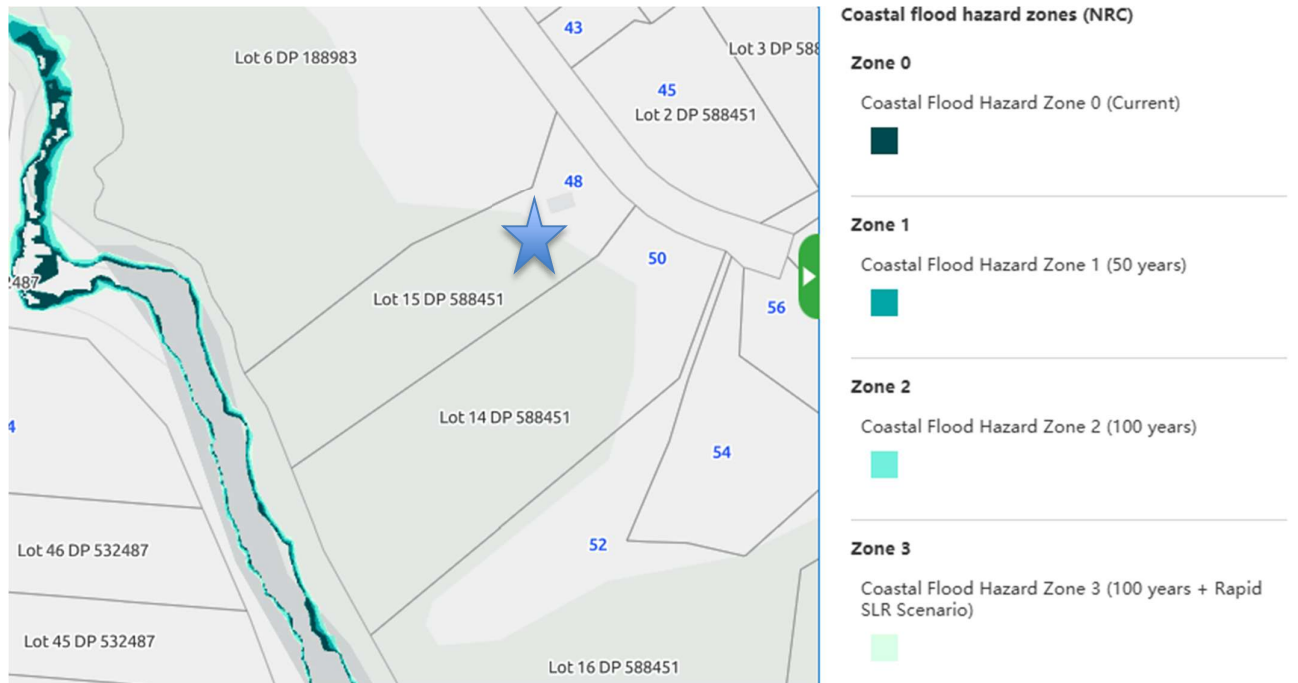 43
Lot 6 DP 188983
Lot 3 DP 588
45
Lot 2 DP 588451
48
50
2487
Lot 15 DP 588451
56
Lot 14 DP 588451
4
54
52
Lot 46 DP 532487
Lot 45 DP 532487
Lot 16 DP 588451
Coastal flood hazard zones (NRC)
Zone 0
Coastal Flood Hazard Zone 0 (Current)
Zone 1
Coastal Flood Hazard Zone 1 (50 years)
Zone 2
Coastal Flood Hazard Zone 2 (100 years)
Zone 3
Coastal Flood Hazard Zone 3 (100 years + Rapid
SLR Scenario)